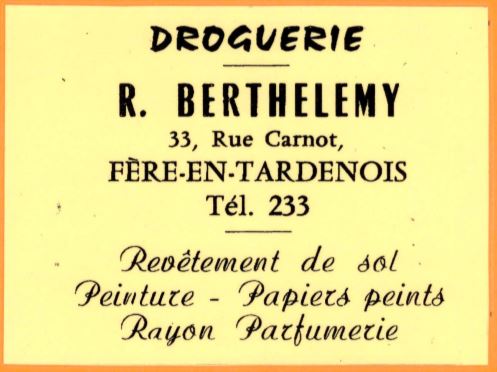 DROGUERIE
R. BERTHELEMY
33, Rue Carnot,
FÈRE-EN-TARDENOIS
Tél. 233
Revêtement de sol
Peinture - Papiers peints
Rayon Parfumerie